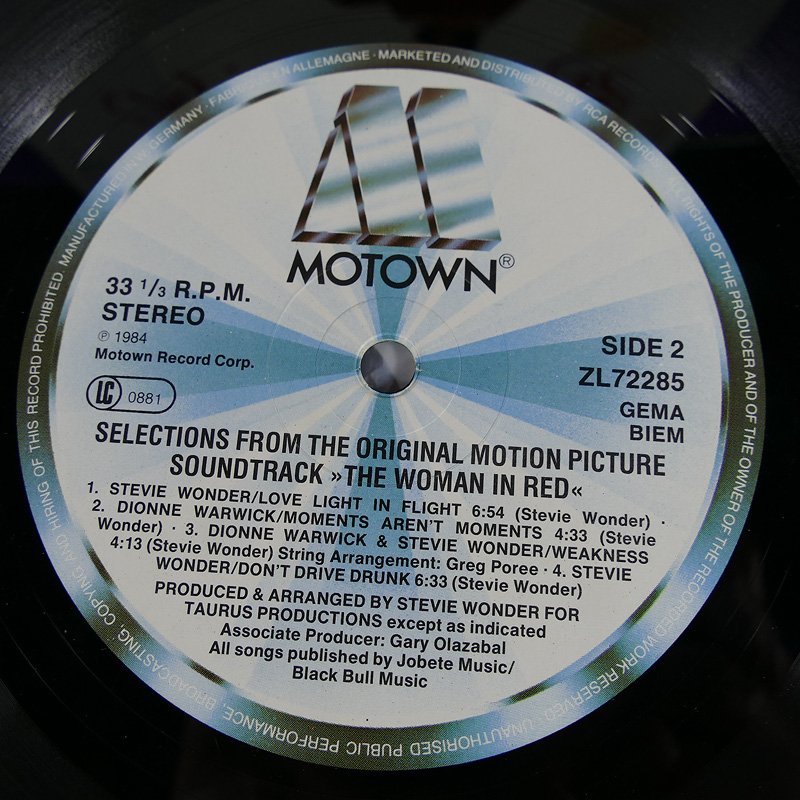 MOTOWN®
33 1/3 R.P.M.
STEREO
℗ 1984
Motown Record Corp.
LC 0881
SIDE 2
ZL72285
GEMA
BIEM
SELECTIONS FROM THE ORIGINAL MOTION PICTURE
SOUNDTRACK »THE WOMAN IN RED«
1. STEVIE WONDER/LOVE LIGHT IN FLIGHT 6:54 (Stevie Wonder) ·
2. DIONNE WARWICK/MOMENTS AREN'T MOMENTS 4:33 (Stevie
Wonder) · 3. DIONNE WARWICK & STEVIE WONDER/WEAKNESS
4:13 (Stevie Wonder) String Arrangement: Greg Poree · 4. STEVIE
WONDER/DON'T DRIVE DRUNK 6:33 (Stevie Wonder)
PRODUCED & ARRANGED BY STEVIE WONDER FOR
TAURUS PRODUCTIONS except as indicated
Associate Producer: Gary Olazabal
All songs published by Jobete Music/
Black Bull Music
MANUFACTURED IN W. GERMANY · FABRIQUÉ EN ALLEMAGNE · MARKETED AND DISTRIBUTED BY RCA RECORDS · ALL RIGHTS OF THE PRODUCER AND OF THE OWNER OF THE RECORDED WORK RESERVED · UNAUTHORISED PUBLIC PERFORMANCE, BROADCASTING, COPYING AND HIRING OF THIS RECORD PROHIBITED